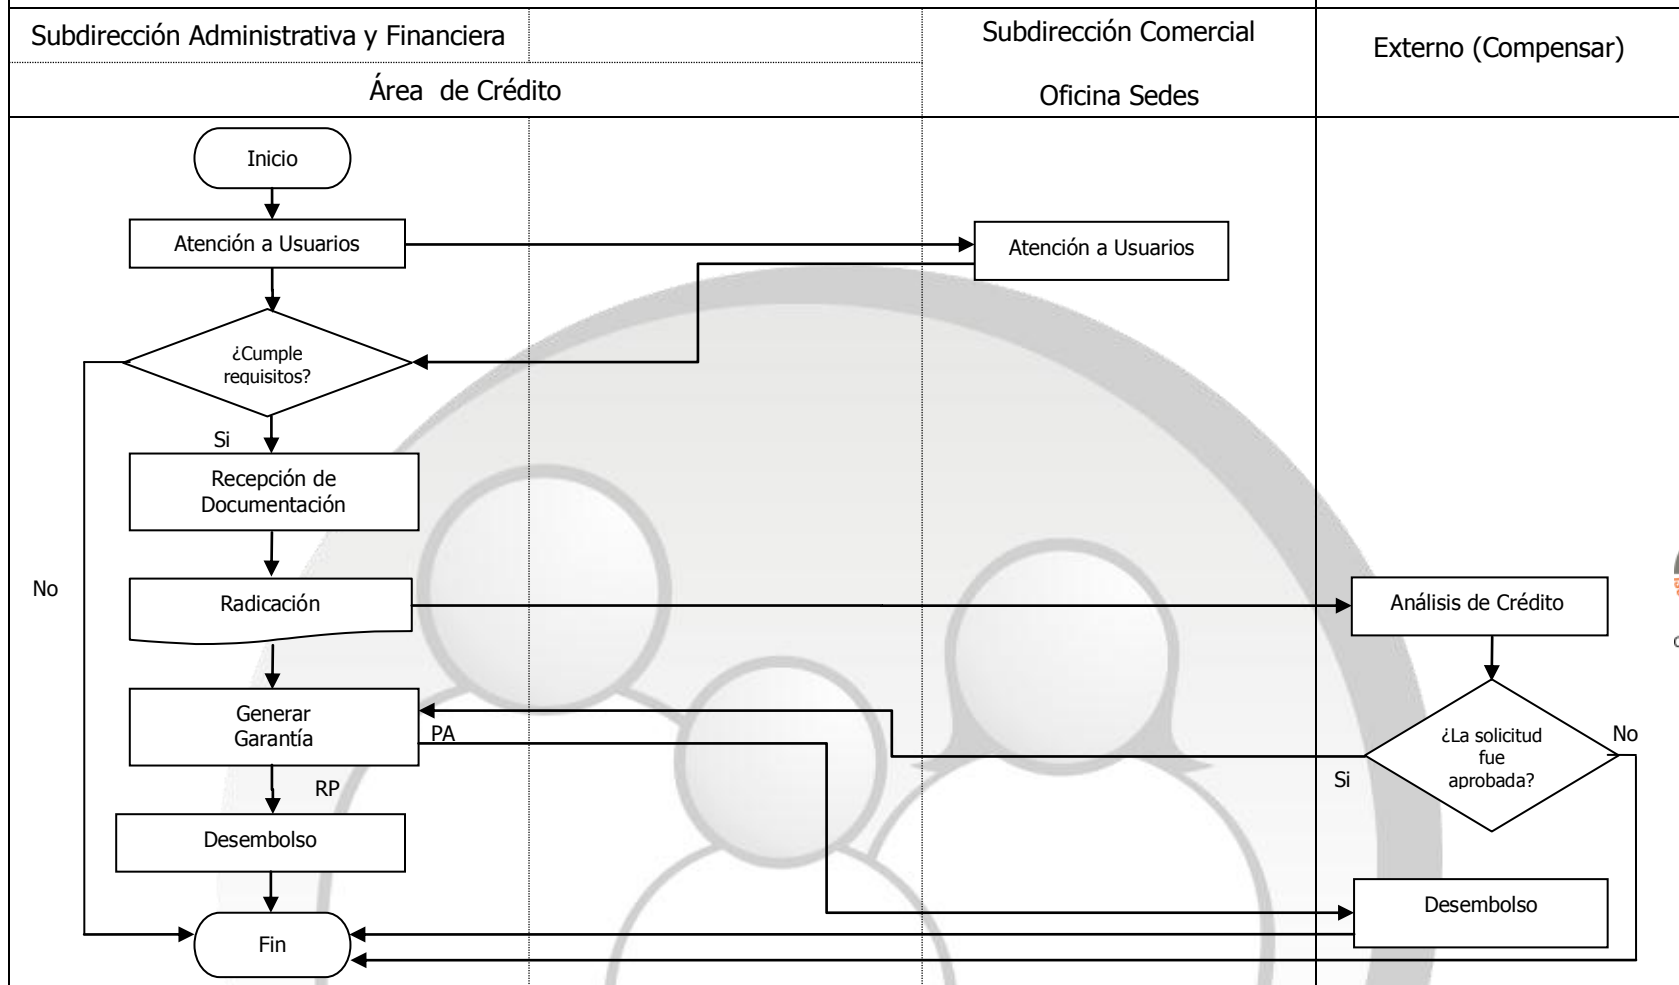 Subdirección Administrativa y Financiera
Subdirección Comercial
Externo (Compensar)
Área de Crédito
Oficina Sedes
Inicio
Atención a Usuarios
Atención a Usuarios
¿Cumple
requisitos?
Si
Recepción de
Documentación
No
Radicación
Análisis de Crédito
Generar
Garantía
PA
¿La solicitud
fue
aprobada?
No
Si
RP
Desembolso
Desembolso
Fin